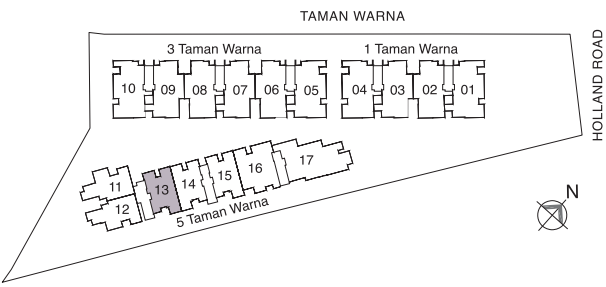 TAMAN WARNA
HOLLAND ROAD
3 Taman Warna
1 Taman Warna
10 09 08 07 06 05 04 03 02 01
11 12 13 14 15 16 17
5 Taman Warna
N